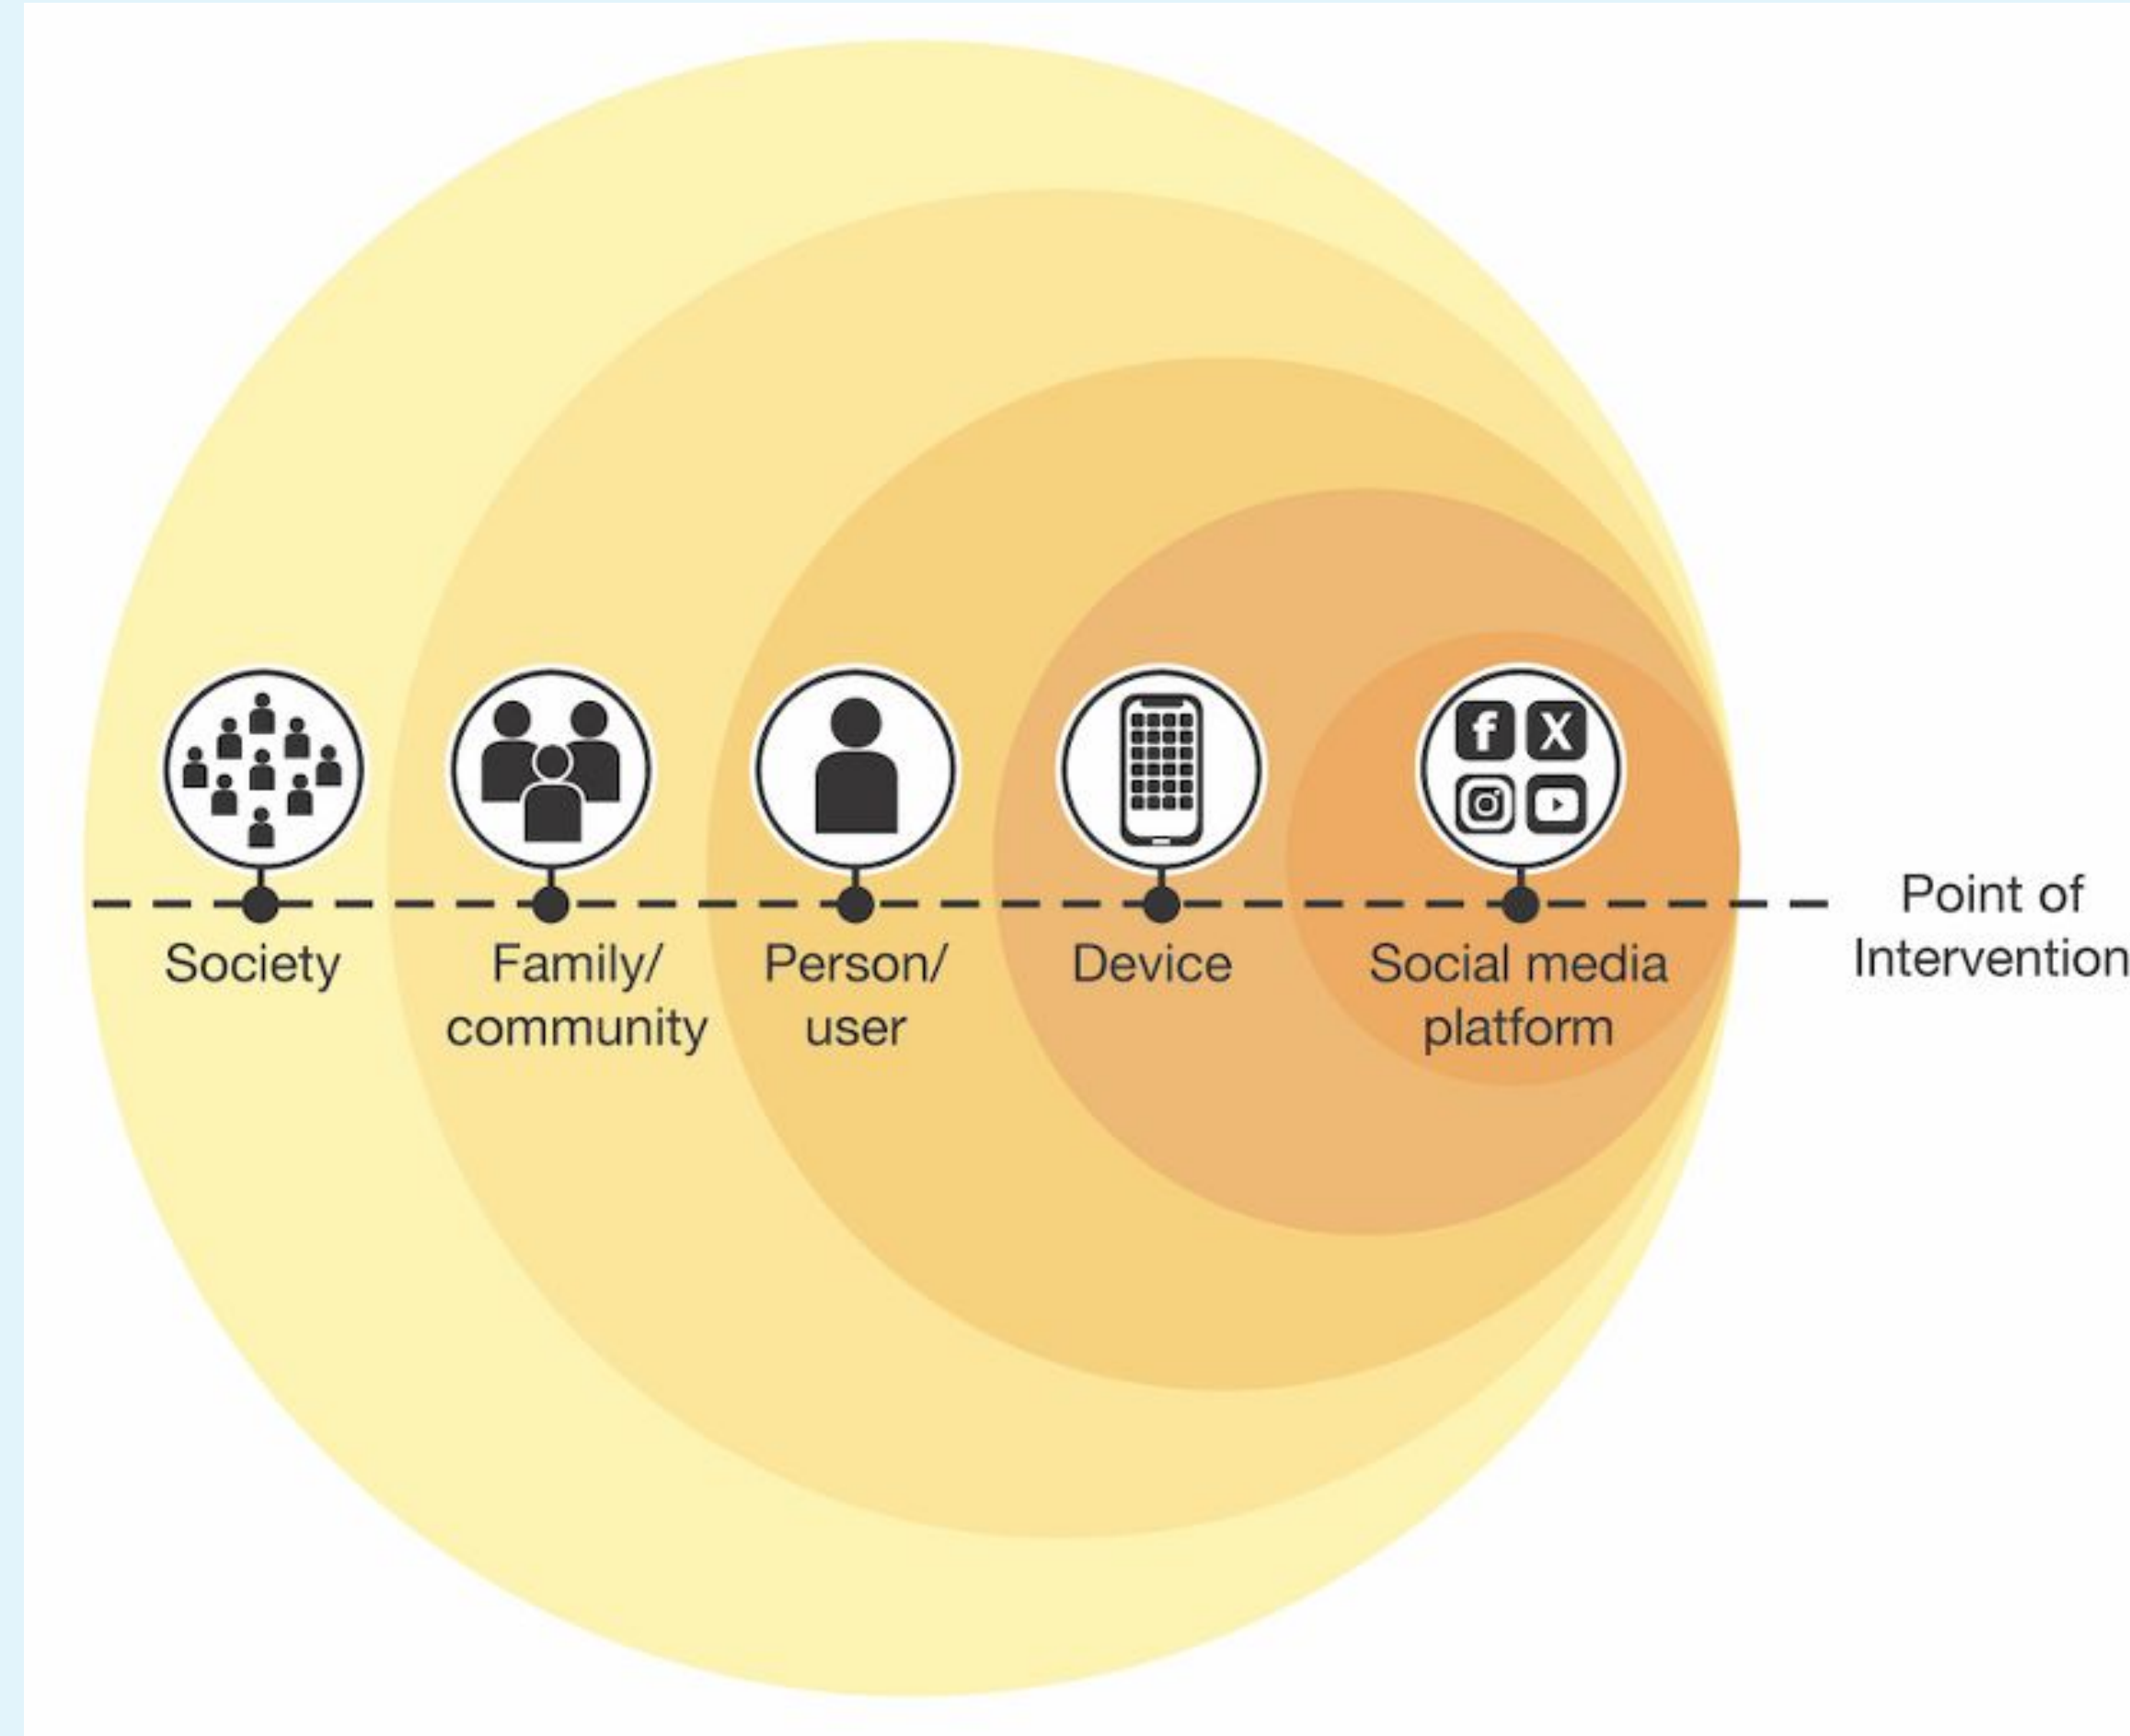 f X
Society
Family/
community
Person/
user
Device
Social media
platform
Point of
Intervention